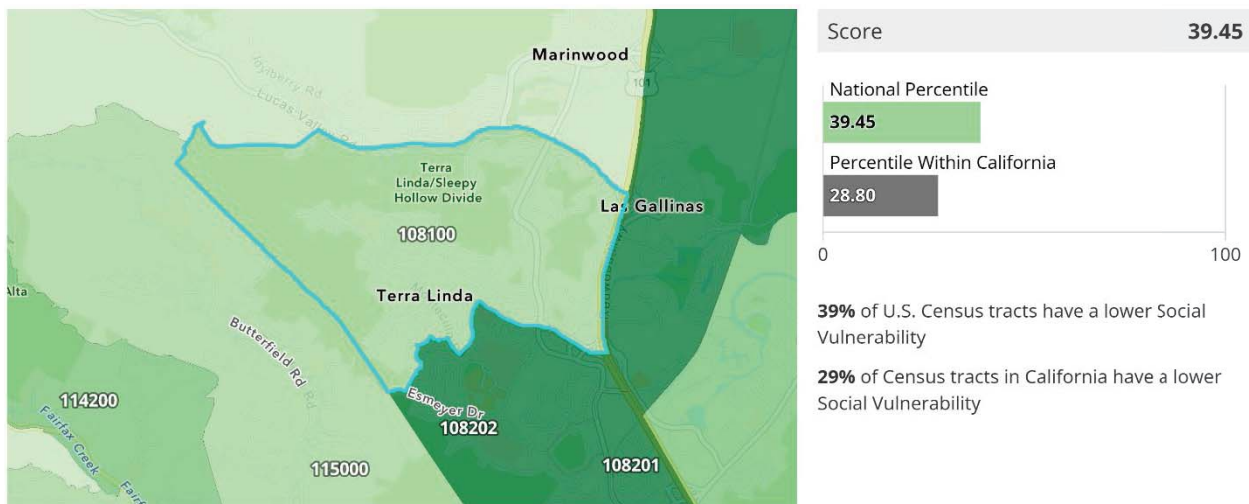 Marinwood
101
Lucas Valley Rd
Terra
Linda/Sleepy
Hollow Divide
Las Gallinas
108100
Terra Linda
Alta
Butterfield Rd
Esmeyer Dr
114200
108202
Fairfax Creek
115000
108201
Score 39.45
National Percentile
39.45
Percentile Within California
28.80
0 100
39% of U.S. Census tracts have a lower Social
Vulnerability
29% of Census tracts in California have a lower
Social Vulnerability